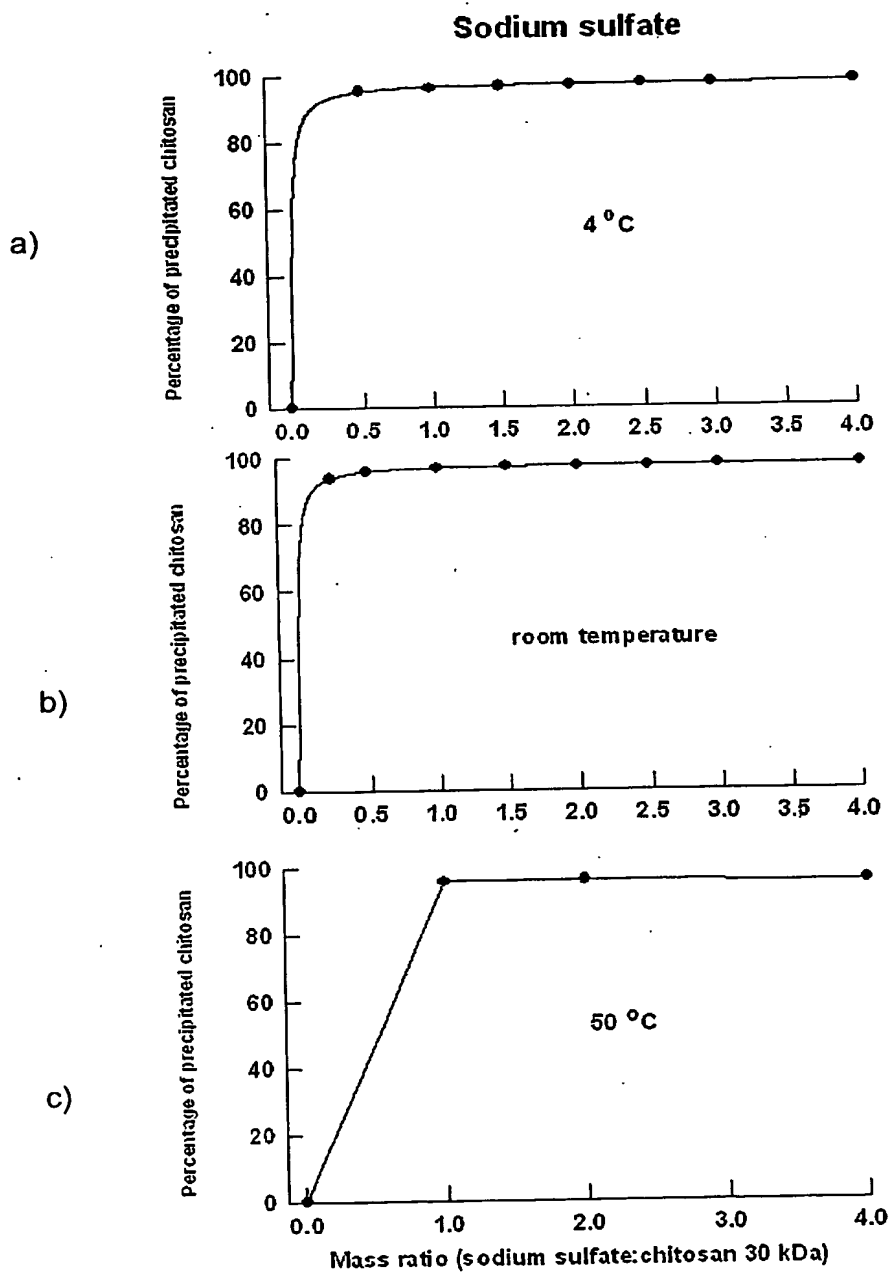 Sodium sulfate
a)
Percentage of precipitated chitosan
100
80
60
40
20
0
4 °C
0.0 0.5 1.0 1.5 2.0 2.5 3.0 3.5 4.0
b)
Percentage of precipitated chitosan
100
80
60
40
20
0
room temperature
0.0 0.5 1.0 1.5 2.0 2.5 3.0 3.5 4.0
c)
Percentage of precipitated chitosan
100
80
60
40
20
0
50 °C
0.0 1.0 2.0 3.0 4.0
Mass ratio (sodium sulfate:chitosan 30 kDa)